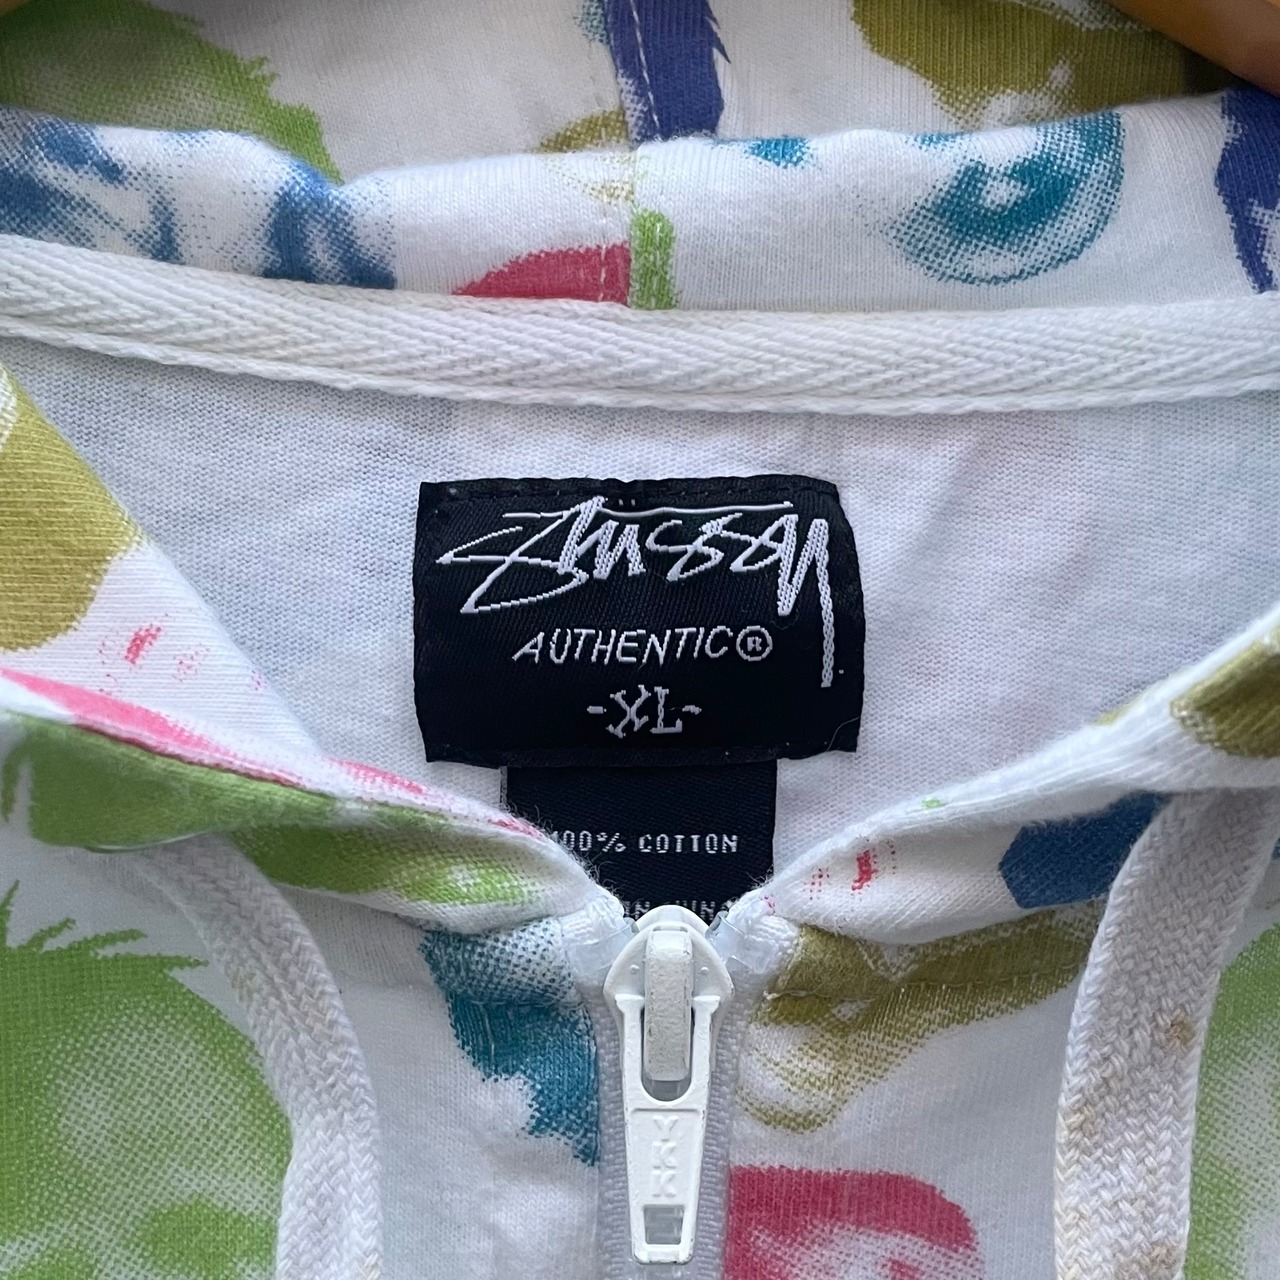 Stüssy
AUTHENTIC®
-XL-
100% COTTON
YKK